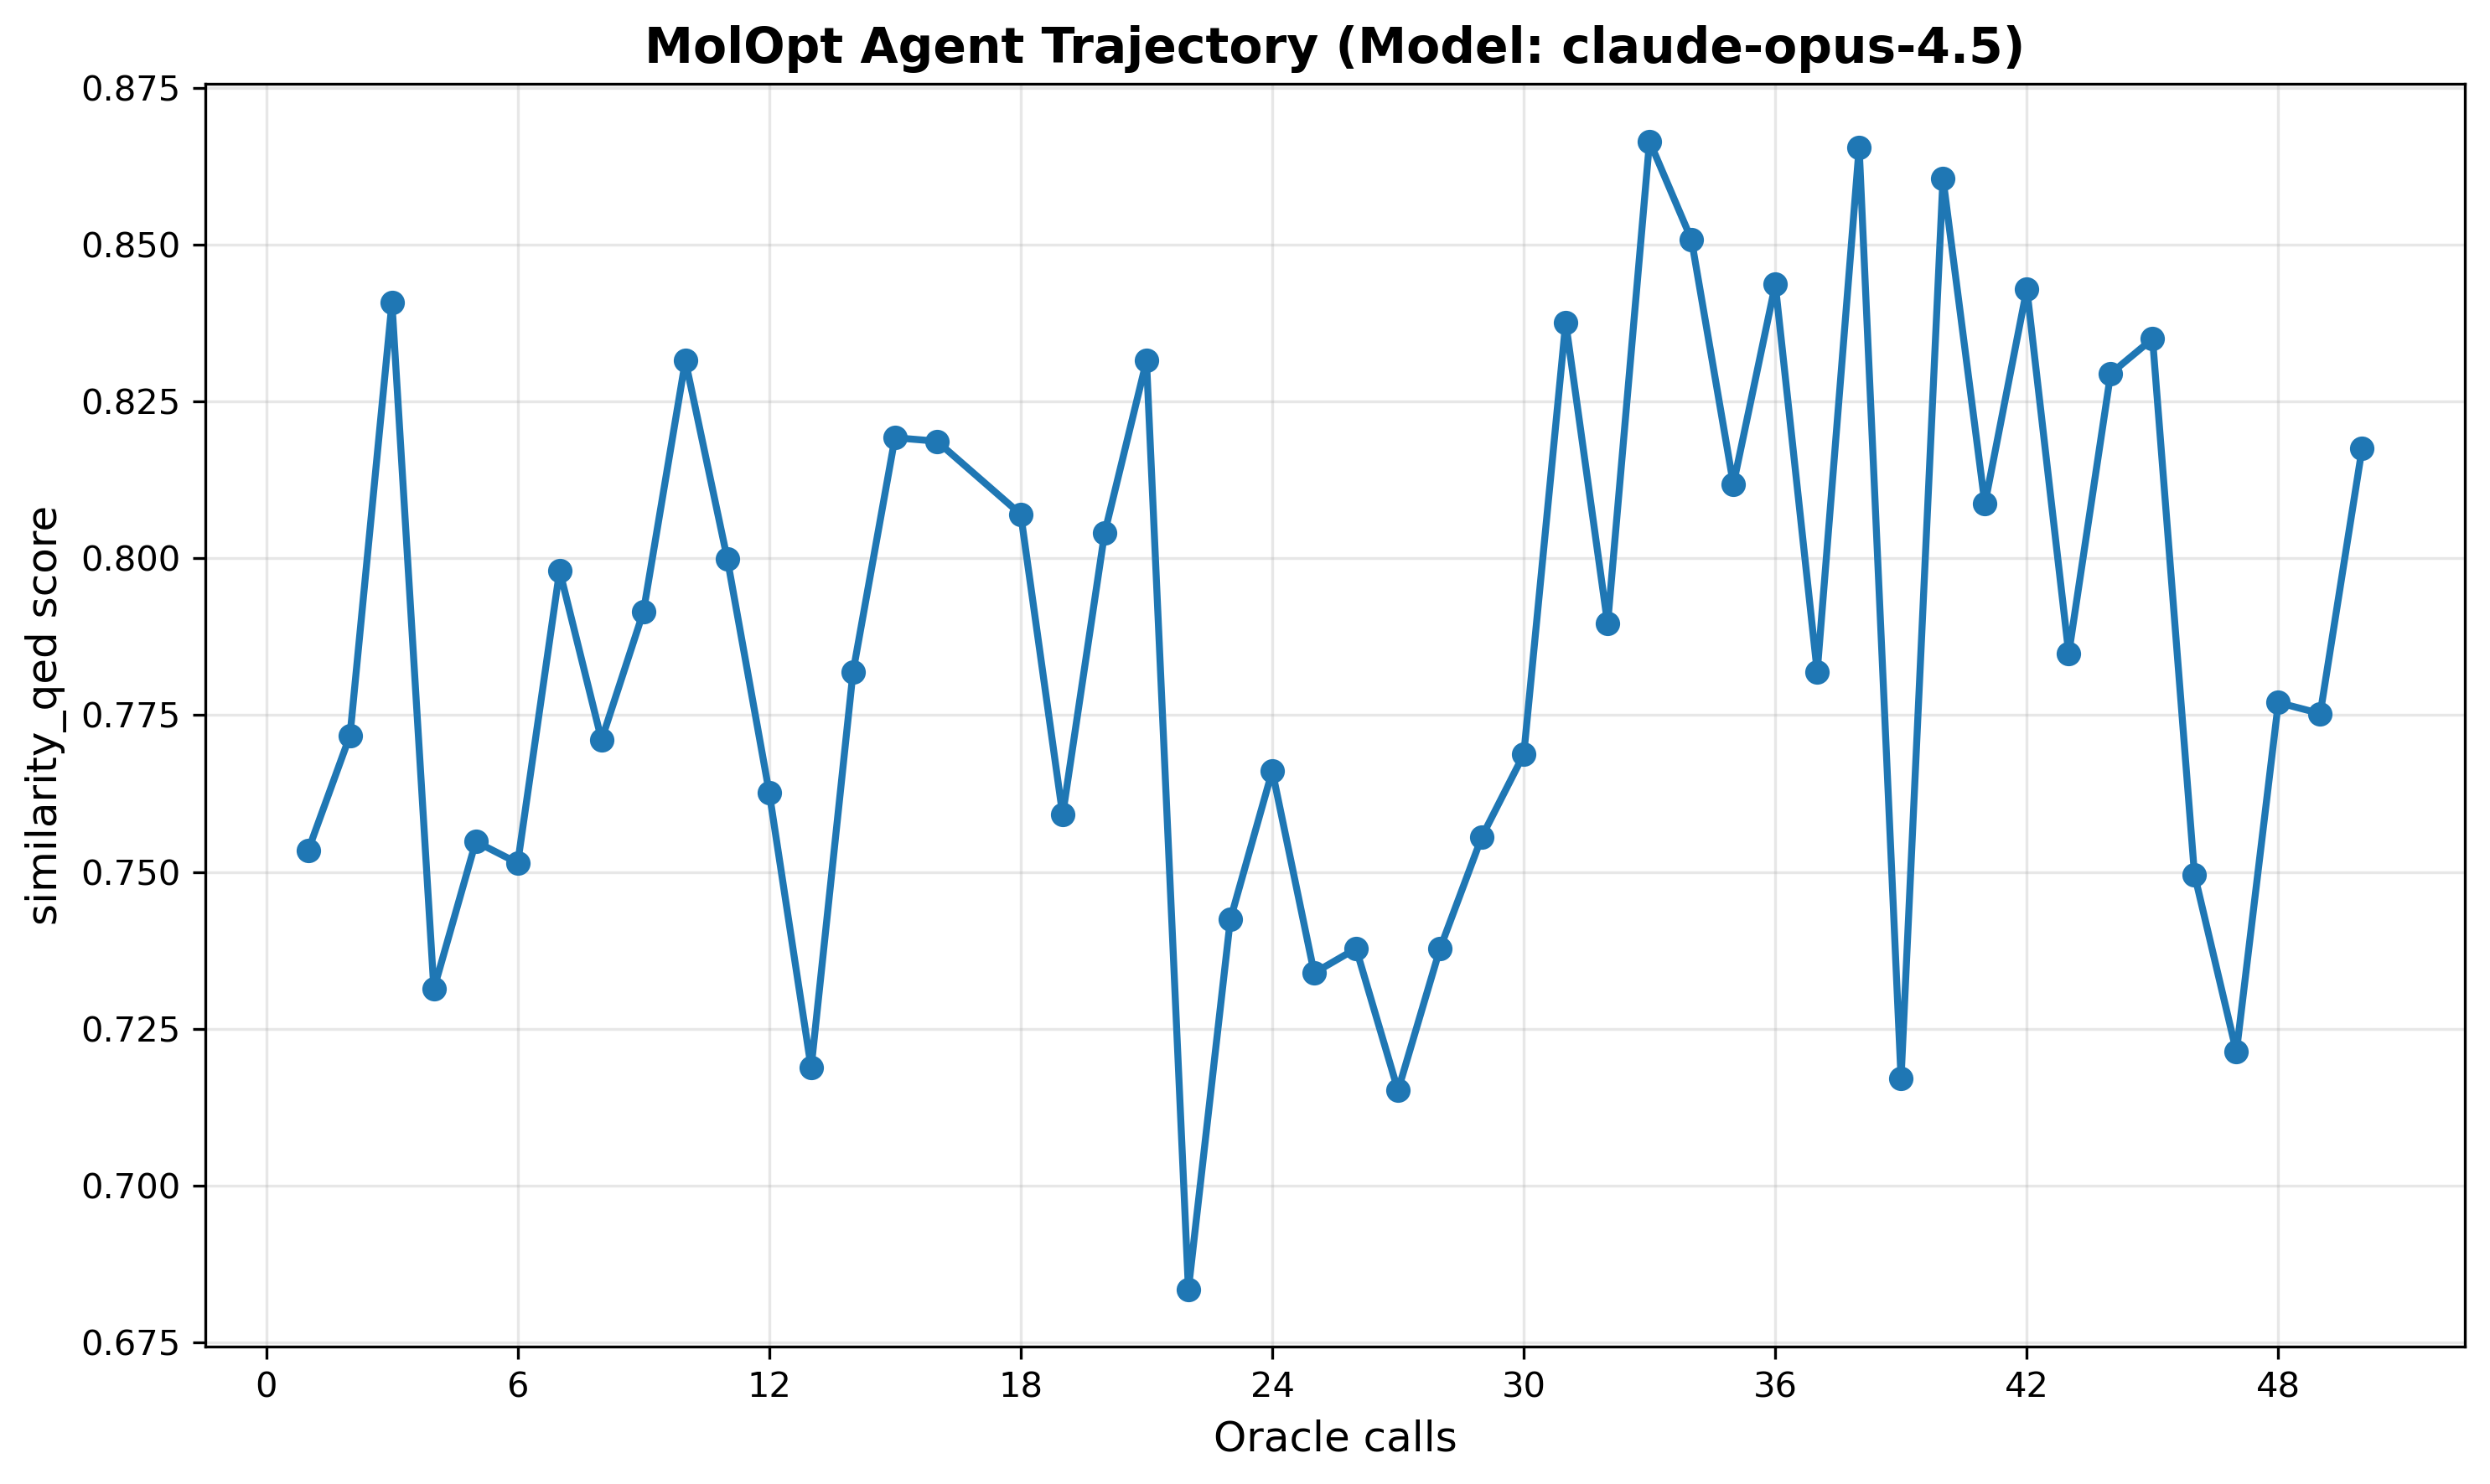 MolOpt Agent Trajectory (Model: claude-opus-4.5)
similarity_qed score
0.875
0.850
0.825
0.800
0.775
0.750
0.725
0.700
0.675
0 6 12 18 24 30 36 42 48
Oracle calls